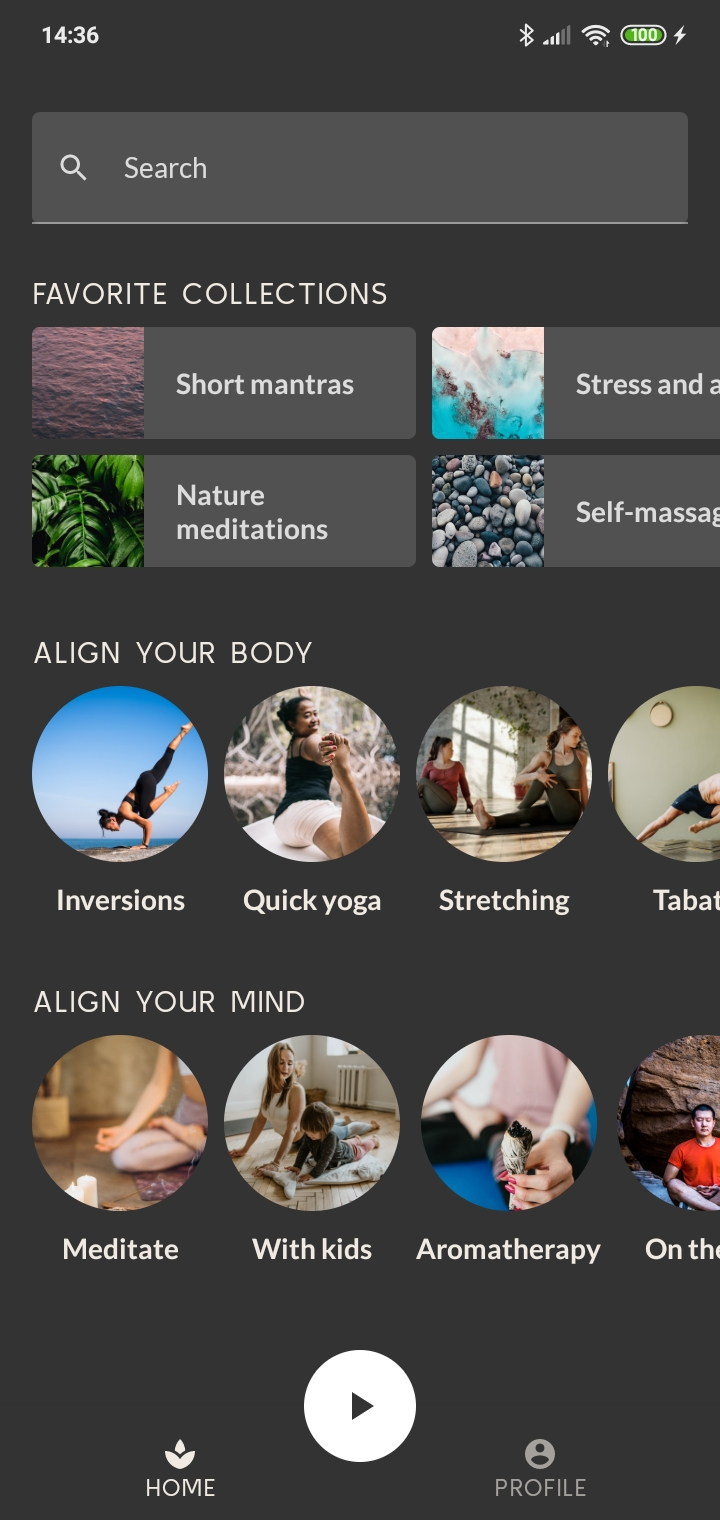 14:36
100
Search
FAVORITE COLLECTIONS
Short mantras
Stress and a
Nature
meditations
Self-massag
ALIGN YOUR BODY
Inversions
Quick yoga
Stretching
Tabat
ALIGN YOUR MIND
Meditate
With kids
Aromatherapy
On the
HOME
PROFILE